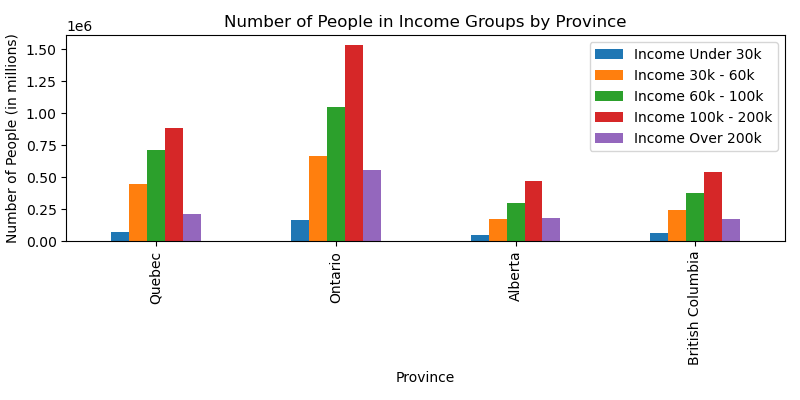 Number of People in Income Groups by Province
1e6
Number of People (in millions)
1.50
1.25
1.00
0.75
0.50
0.25
0.00
Income Under 30k
Income 30k - 60k
Income 60k - 100k
Income 100k - 200k
Income Over 200k
Quebec
Ontario
Alberta
British Columbia
Province